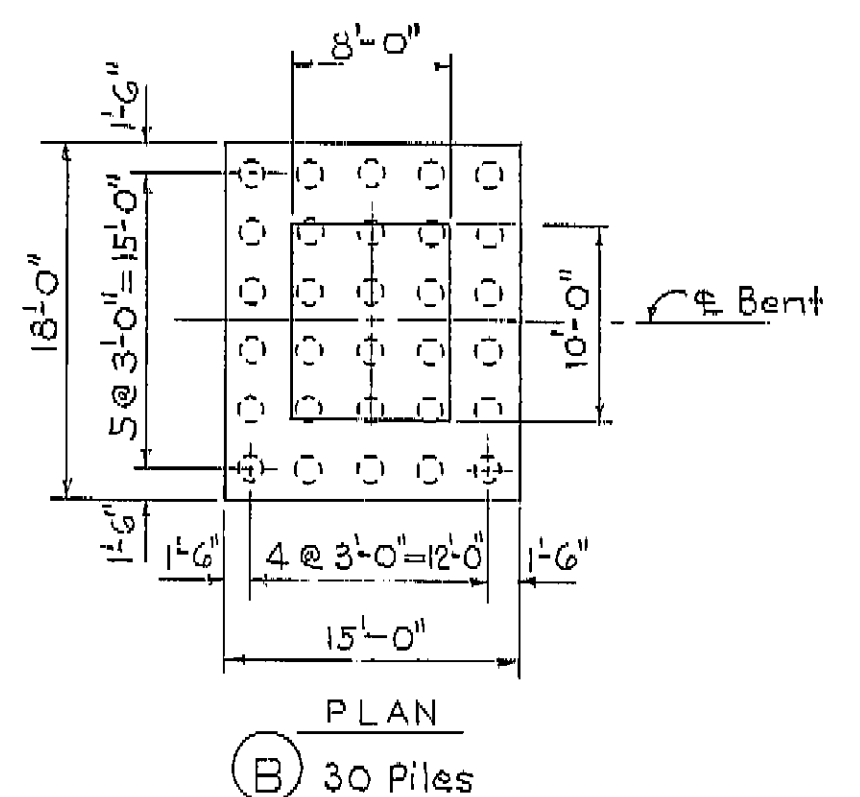 8'-0"
1'-6"
18'-0"
5 @ 3'-0" = 15'-0"
10'-0"
℄ Bent
1'-6"
1'-6"
4 @ 3'-0" = 12'-0"
1'-6"
15'-0"
PLAN
B 30 Piles